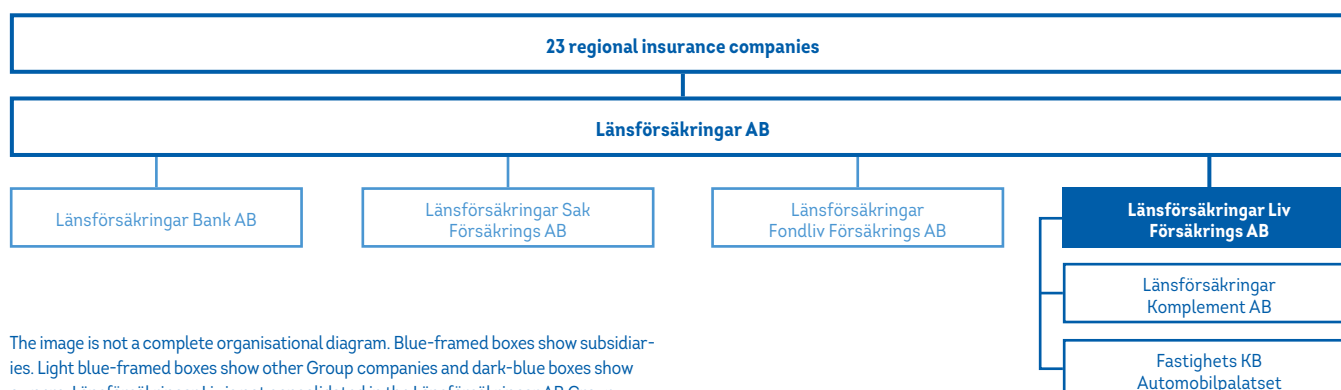 23 regional insurance companies
Länsförsäkringar AB
Länsförsäkringar Bank AB
Länsförsäkringar Sak
Försäkrings AB
Länsförsäkringar
Fondliv Försäkrings AB
Länsförsäkringar Liv
Försäkrings AB
Länsförsäkringar
Komplement AB
Fastighets KB
Automobilpalatset
The image is not a complete organisational diagram. Blue-framed boxes show subsidiar-
ies. Light blue-framed boxes show other Group companies and dark-blue boxes show